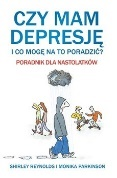 CZY MAM
DEPRESJĘ
I CO MOGĘ NA TO PORADZIĆ?
PORADNIK DLA NASTOLATKÓW
SHIRLEY REYNOLDS I MONIKA PARKINSON